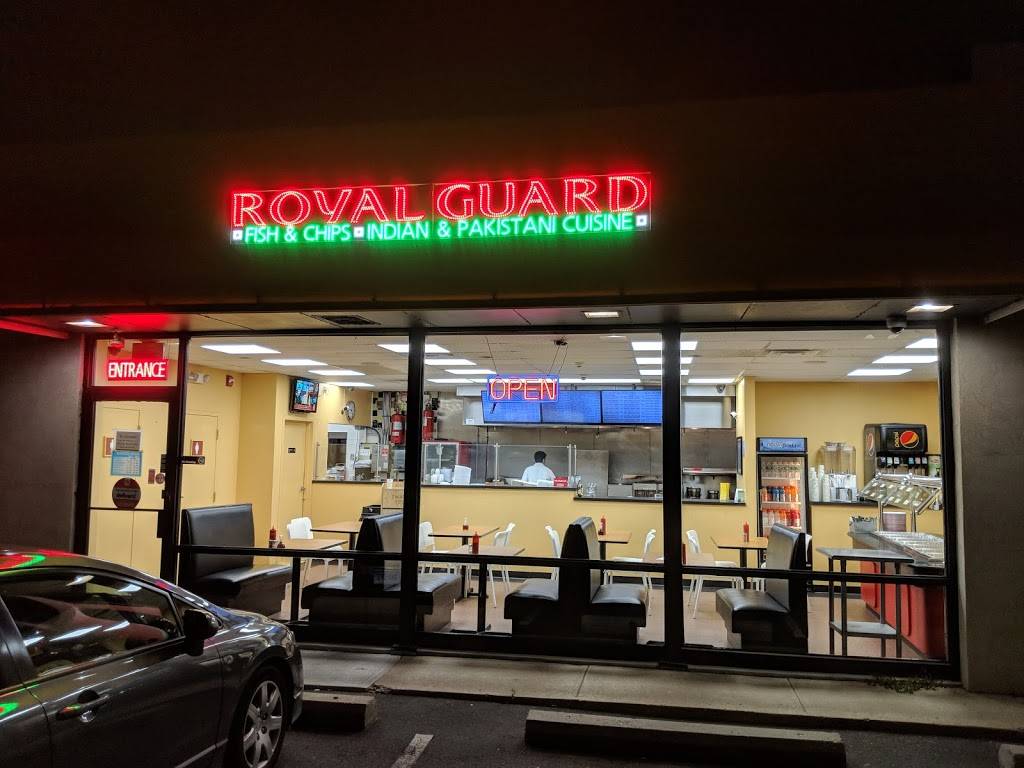 ROYAL GUARD
FISH & CHIPS INDIAN & PAKISTANI CUISINE
ENTRANCE
OPEN